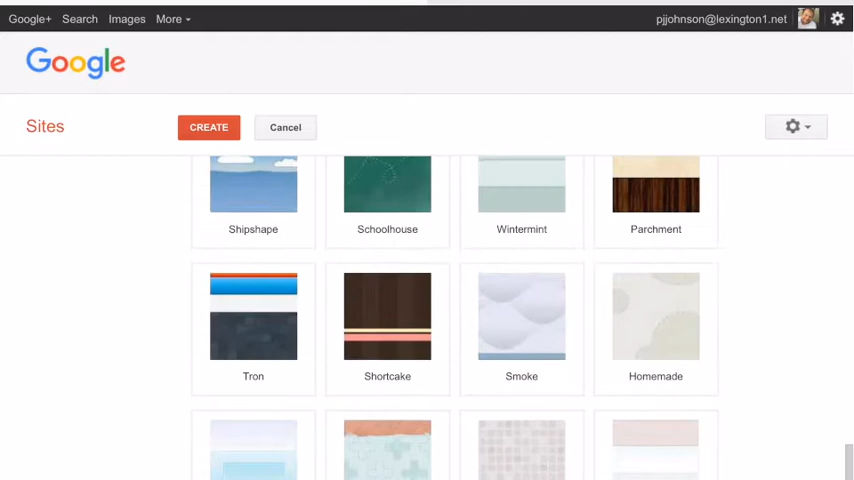 Google+ Search Images More pjjohnson@lexington1.net
Google
Sites CREATE Cancel
Shipshape Schoolhouse Wintermint Parchment
Tron Shortcake Smoke Homemade